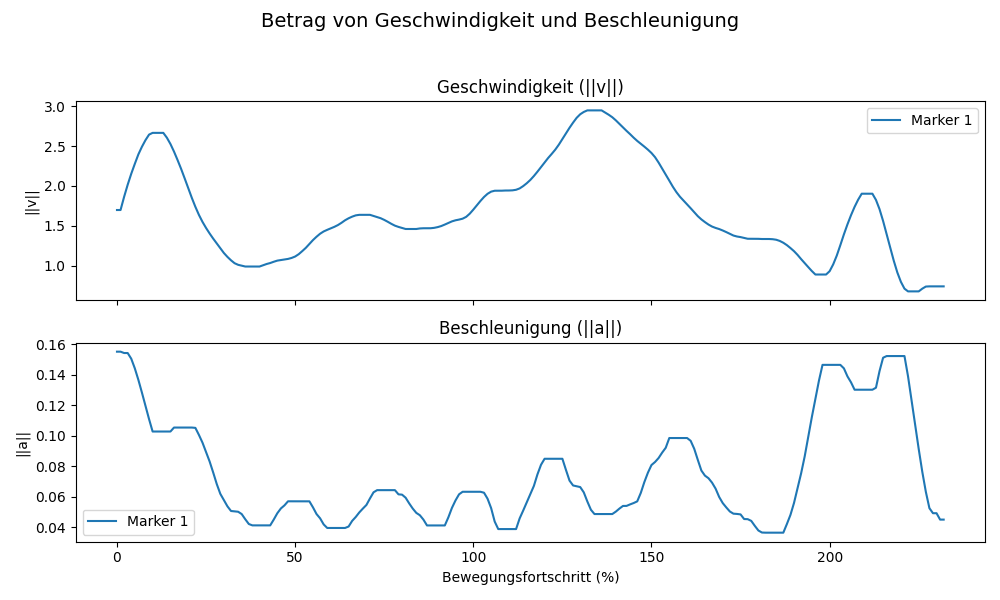 Betrag von Geschwindigkeit und Beschleunigung
Geschwindigkeit (||v||)
3.0
2.5
2.0
1.5
1.0
||v||
Marker 1
Beschleunigung (||a||)
0.16
0.14
0.12
0.10
0.08
0.06
0.04
||a||
Marker 1
0 50 100 150 200
Bewegungsfortschritt (%)